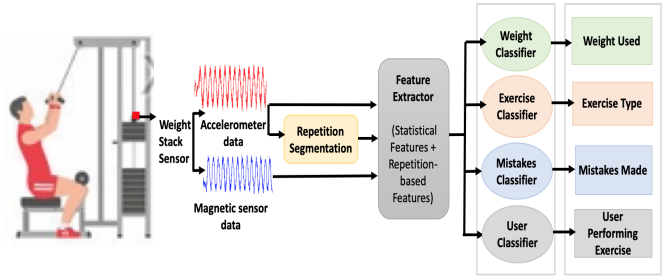 Weight
Stack
Sensor
Accelerometer
data
Repetition
Segmentation
Magnetic sensor
data
Feature
Extractor
(Statistical
Features +
Repetition-
based
Features)
Weight
Classifier
Weight Used
Exercise
Classifier
Exercise Type
Mistakes
Classifier
Mistakes Made
User
Classifier
User
Performing
Exercise